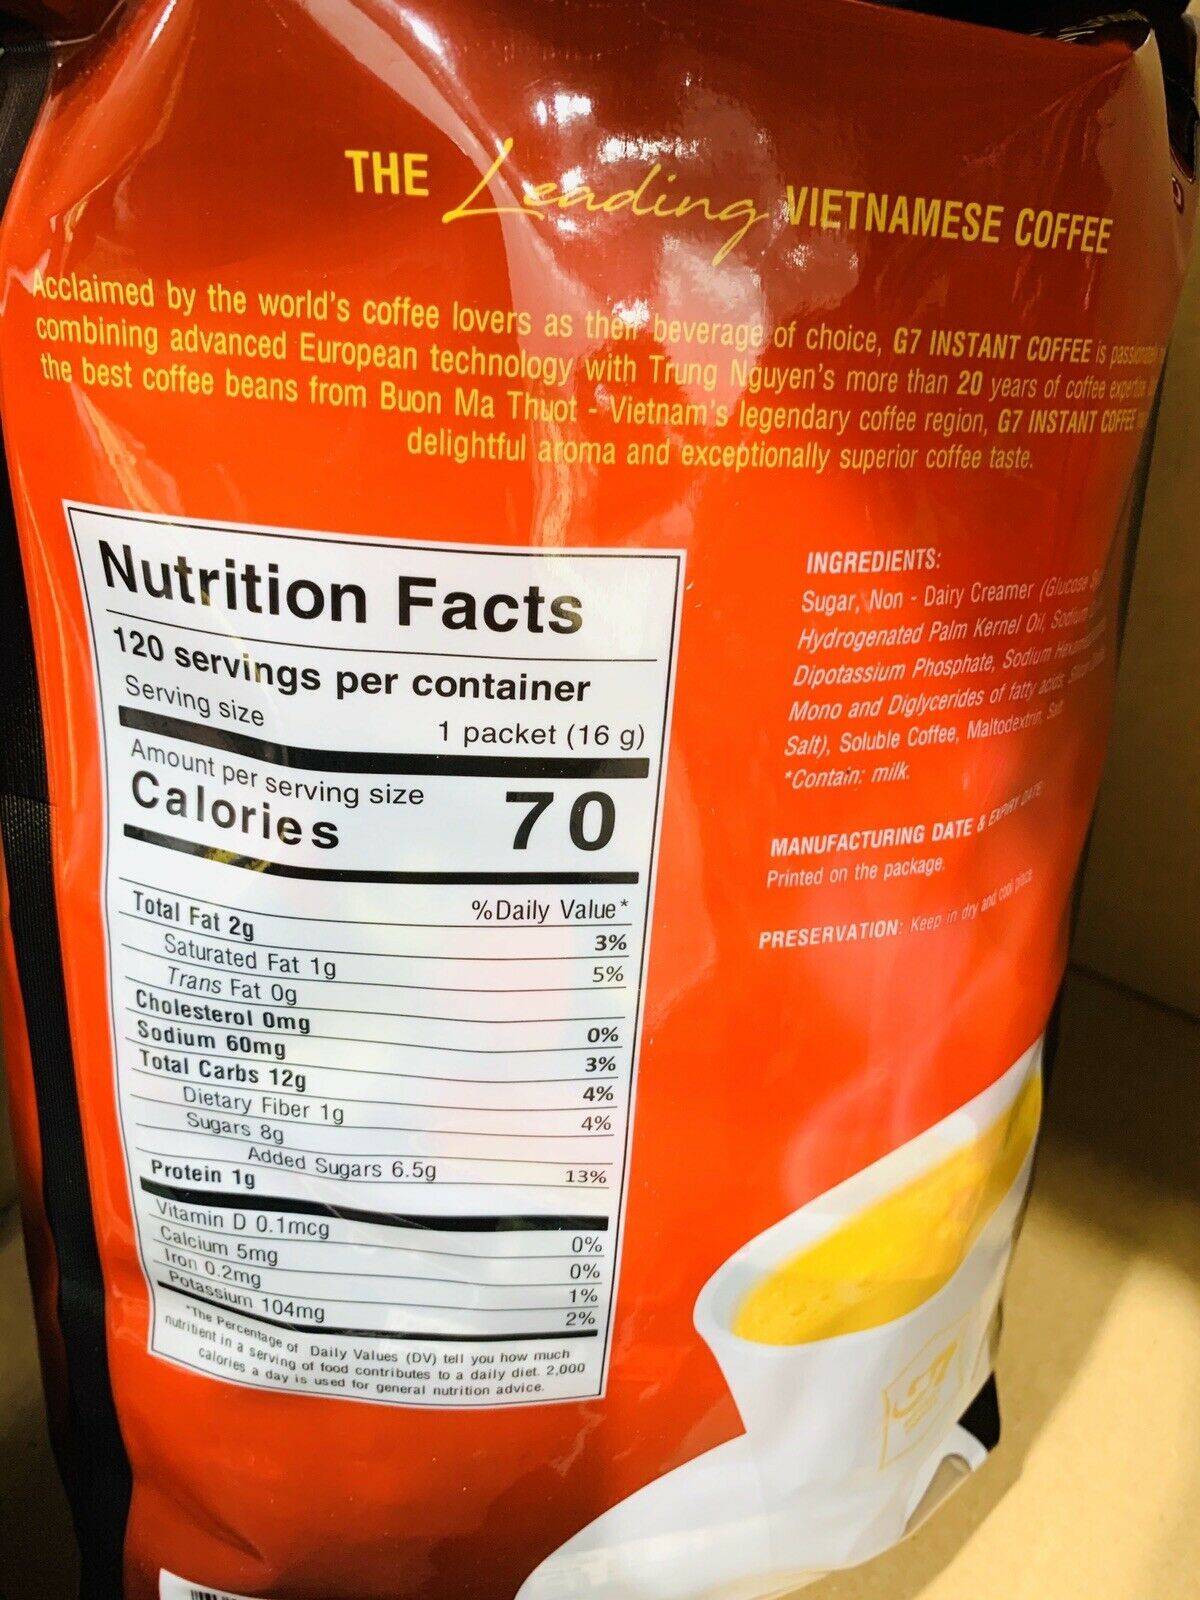 THE Leading VIETNAMESE COFFEE
Acclaimed by the world's coffee lovers as their beverage of choice, G7 INSTANT COFFEE is
combining advanced European technology with Trung Nguyen's more than 20 years of coffee
the best coffee beans from Buon Ma Thuot - Vietnam's legendary coffee region, G7 INSTANT COFFEE
delightful aroma and exceptionally superior coffee taste.
Nutrition Facts
120 servings per container
Serving size 1 packet (16 g)
Amount per serving size
Calories 70
%Daily Value*
Total Fat 2g 3%
Saturated Fat 1g 5%
Trans Fat 0g
Cholesterol 0mg 0%
Sodium 60mg 3%
Total Carbs 12g 4%
Dietary Fiber 1g 4%
Sugars 8g
Added Sugars 6.5g 13%
Protein 1g
Vitamin D 0.1mcg 0%
Calcium 5mg 0%
Iron 0.2mg 1%
Potassium 104mg 2%
*The Percentage of Daily Values (DV) tell you how much
nutritient in a serving of food contributes to a daily diet. 2,000
calories a day is used for general nutrition advice.
INGREDIENTS:
Sugar, Non - Dairy Creamer (Glucose
Hydrogenated Palm Kernel Oil, Sodium
Dipotassium Phosphate, Sodium
Mono and Diglycerides of fatty acids,
Salt), Soluble Coffee, Maltodextrin, Salt
*Contain: milk.
MANUFACTURING DATE & EXPIRY DATE:
Printed on the package.
PRESERVATION: Keep in dry and cool place.
G7